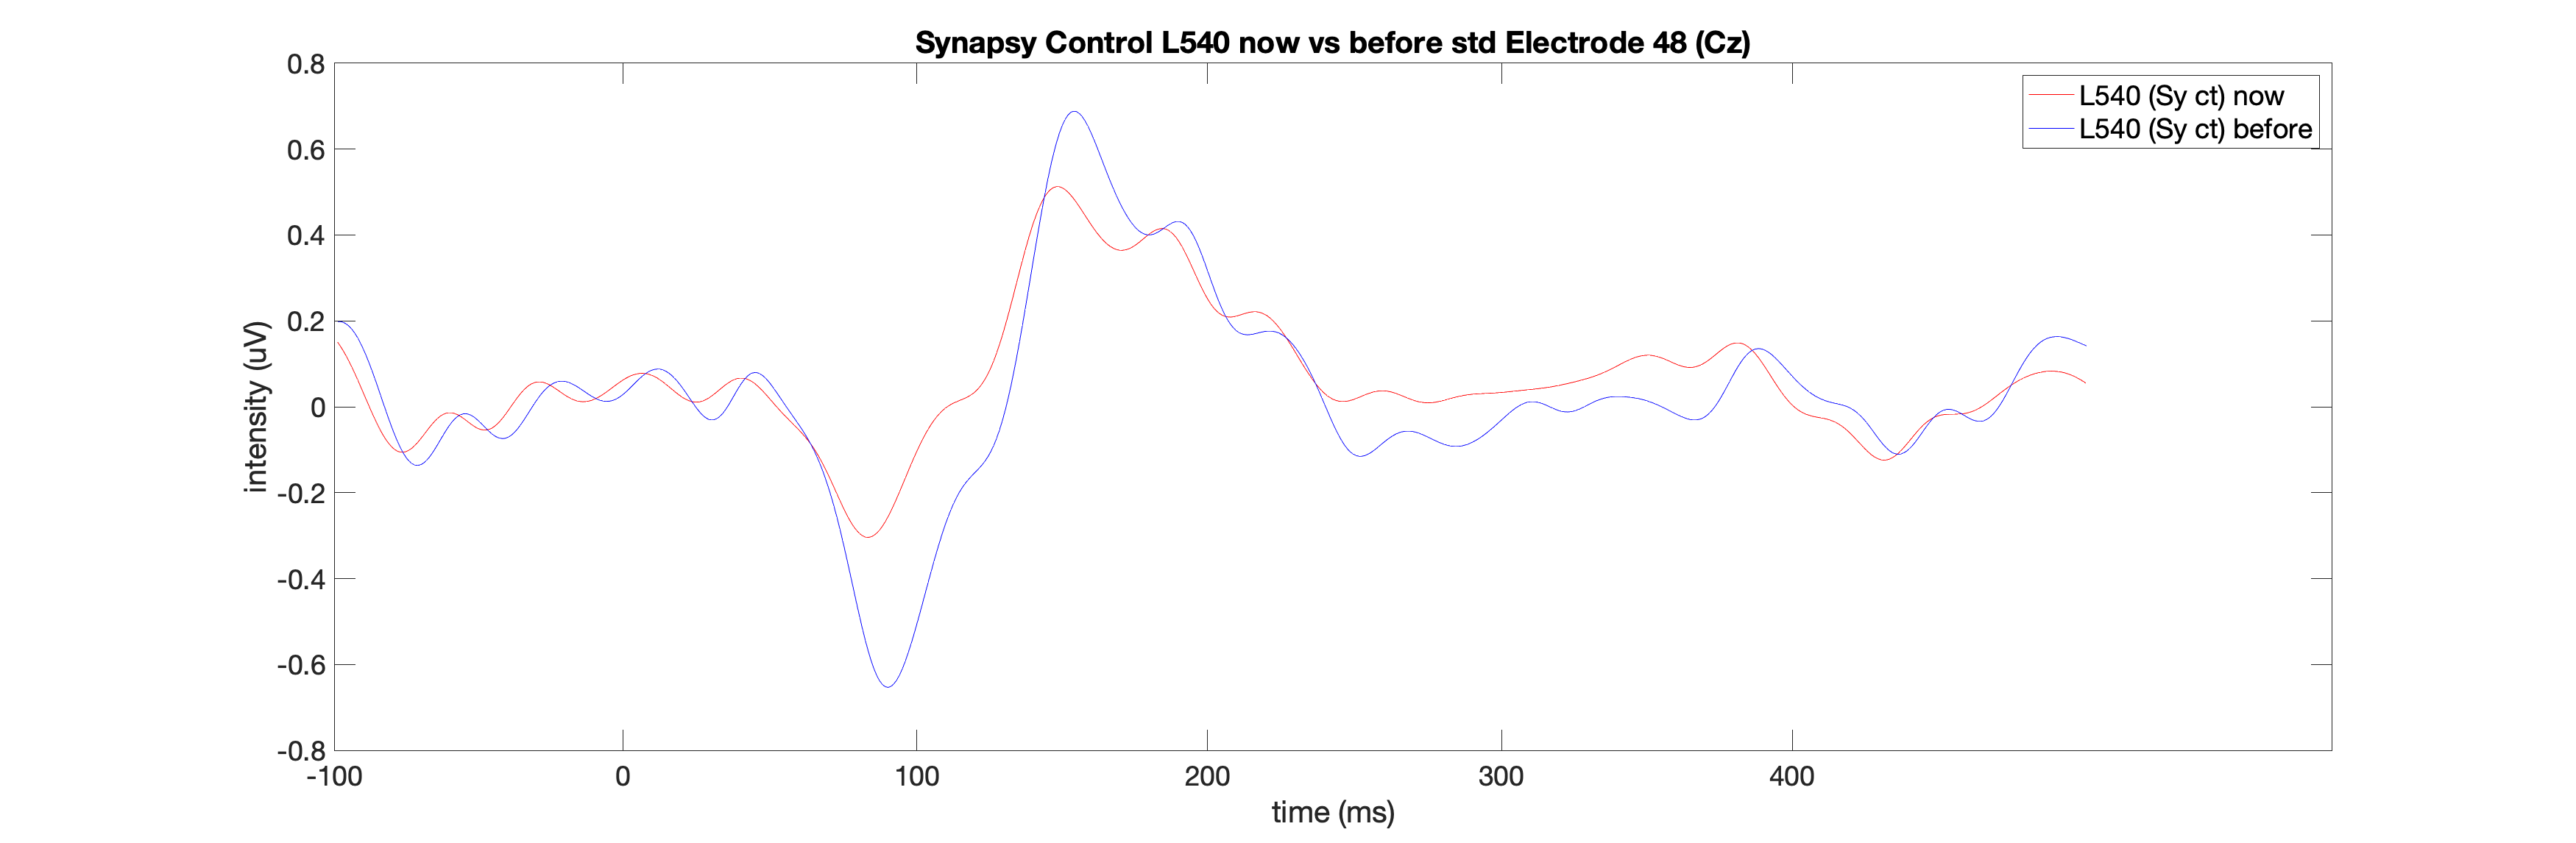 Synapsy Control L540 now vs before std Electrode 48 (Cz)
L540 (Sy ct) now
L540 (Sy ct) before
intensity (uV)
0.8
0.6
0.4
0.2
0
-0.2
-0.4
-0.6
-0.8
-100 0 100 200 300 400
time (ms)